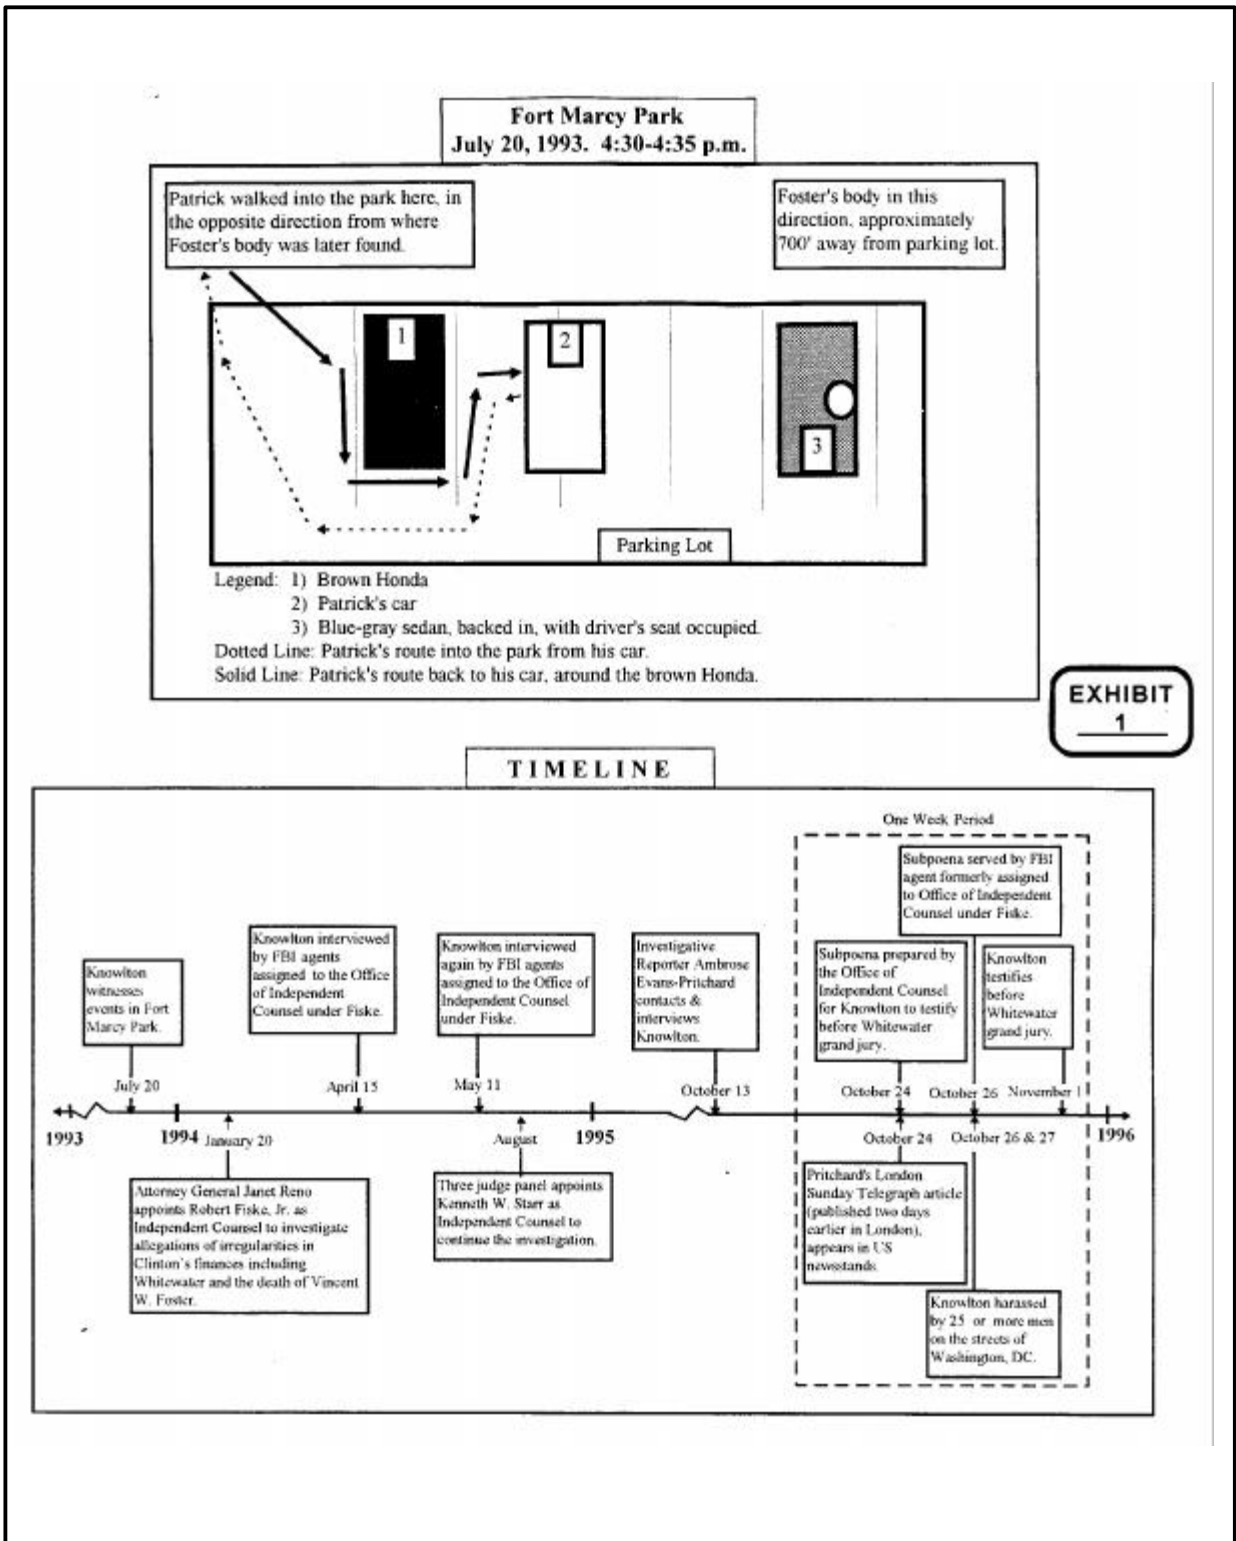 Fort Marcy Park
July 20, 1993. 4:30-4:35 p.m.
Patrick walked into the park here, in
the opposite direction from where
Foster's body was later found.
Foster's body in this
direction, approximately
700' away from parking lot.
1
2
3
Parking Lot
Legend: 1) Brown Honda
2) Patrick's car
3) Blue-gray sedan, backed in, with driver's seat occupied.
Dotted Line: Patrick's route into the park from his car.
Solid Line: Patrick's route back to his car, around the brown Honda.
EXHIBIT
1
TIMELINE
One Week Period
Subpoena served by FBI
agent formerly assigned
to Office of Independent
Counsel under Fiske.
Knowlton
witnesses
events in Fort
Marcy Park.
Knowlton interviewed
by FBI agents
assigned to the Office
of Independent
Counsel under Fiske.
Knowlton interviewed
again by FBI agents
assigned to the Office of
Independent Counsel
under Fiske.
Investigative
Reporter Ambrose
Evans-Pritchard
contacts &
interviews
Knowlton.
Subpoena prepared by
the Office of
Independent Counsel
for Knowlton to testify
before Whitewater
grand jury.
Knowlton
testifies
before
Whitewater
grand jury.
July 20
April 15
May 11
October 13
October 24
October 26
November 1
1993
1994
January 20
August
1995
October 24
October 26 & 27
1996
Attorney General Janet Reno
appoints Robert Fiske, Jr. as
Independent Counsel to investigate
allegations of irregularities in
Clinton's finances including
Whitewater and the death of Vincent
W. Foster.
Three judge panel appoints
Kenneth W. Starr as
Independent Counsel to
continue the investigation.
Pritchard's London
Sunday Telegraph article
(published two days
earlier in London),
appears in US
newsstands.
Knowlton harassed
by 25 or more men
on the streets of
Washington, DC.